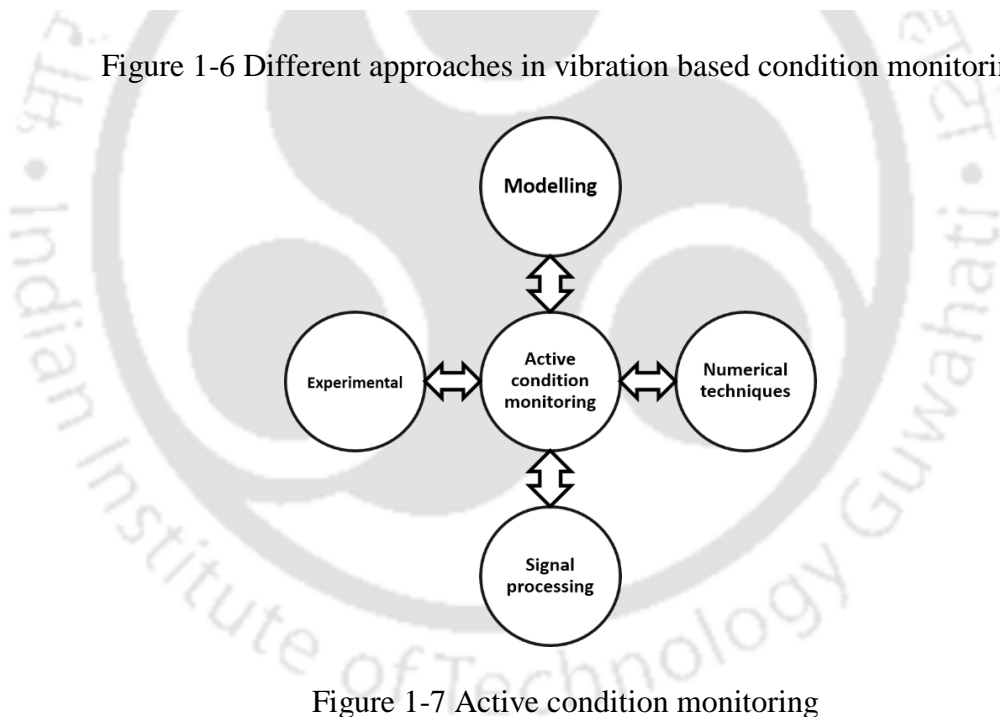 Figure 1-6 Different approaches in vibration based condition monitorin
Modelling
Experimental
Active
condition
monitoring
Numerical
techniques
Signal
processing
Indian Institute of Technology Guwahati
Figure 1-7 Active condition monitoring